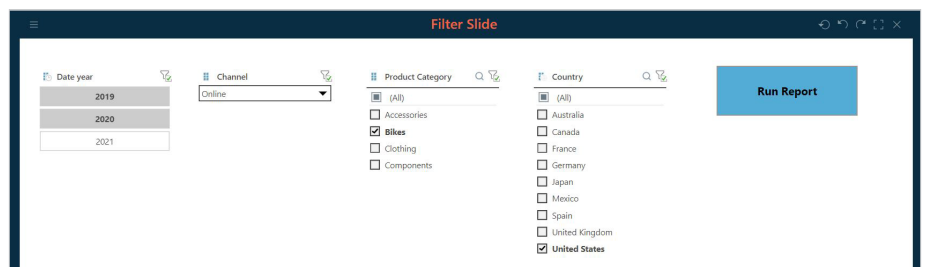 Filter Slide
Date year
2019
2020
2021
Channel
Online
Product Category
(All)
Accessories
Bikes
Clothing
Components
Country
(All)
Australia
Canada
France
Germany
Japan
Mexico
Spain
United Kingdom
United States
Run Report